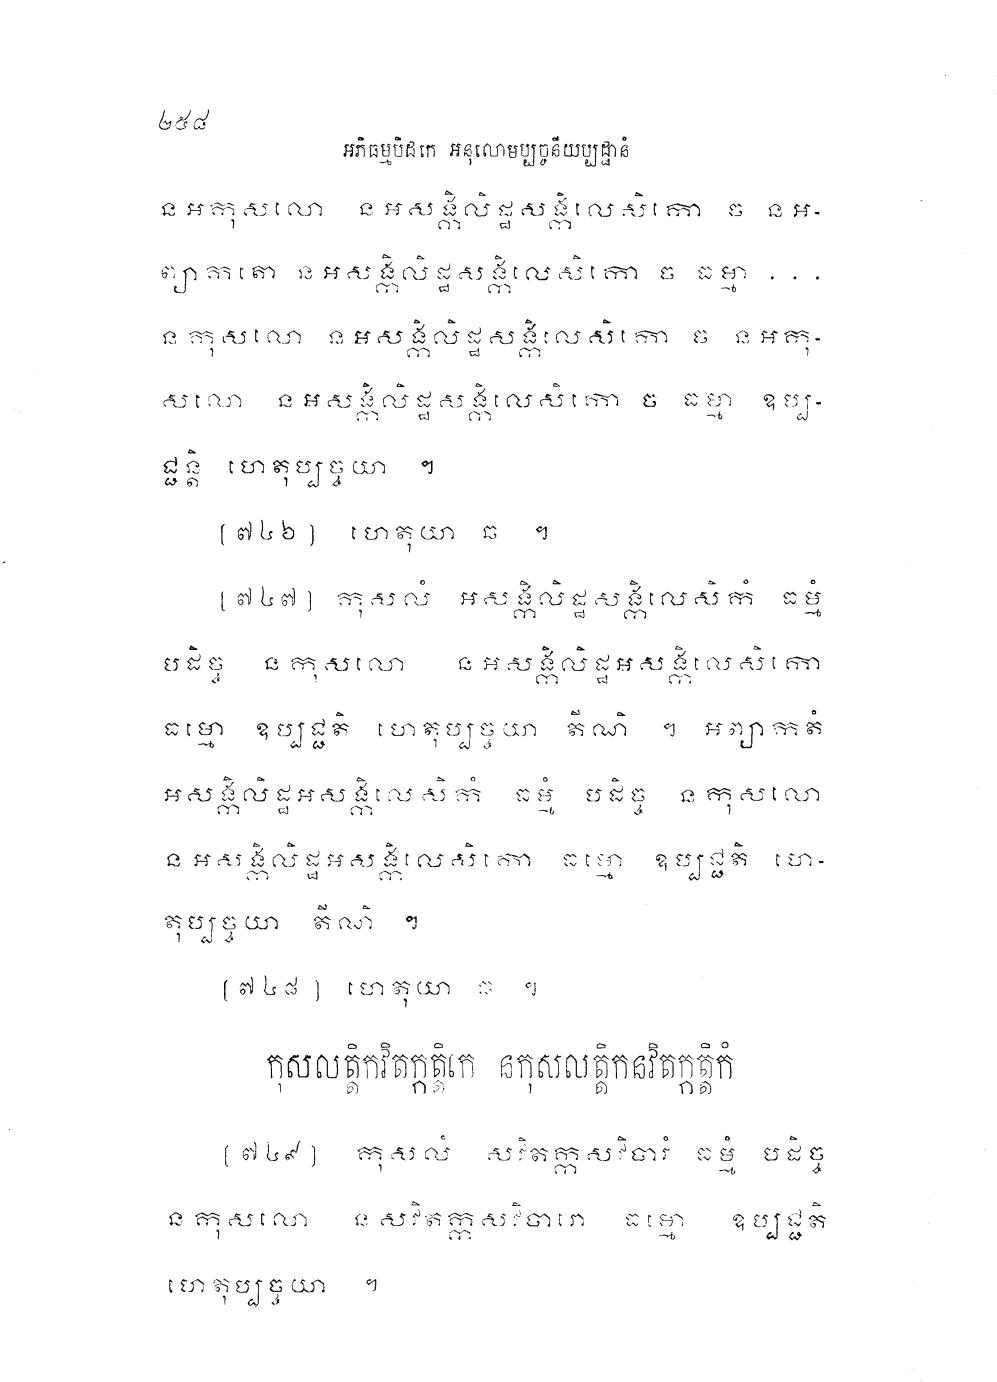 ២៥៨
អភិធម្មបិដកេ អនុលោមប្បច្ចនីយប្បដ្ឋានំ
នអកុសលោ នអសង្កិលិដ្ឋសង្កិលេសិកោ ច នអ-
ព្យាកតោ នអសង្កិលិដ្ឋសង្កិលេសិកោ ច ធម្មា ...
នកុសលោ នអសង្កិលិដ្ឋសង្កិលេសិកោ ច នអកុ-
សលោ នអសង្កិលិដ្ឋសង្កិលេសិកោ ច ធម្មា ឧប្ប-
ជ្ជន្តិ ហេតុប្បច្ចយា ។
[៧៤៦] ហេតុយា ឆ ។
[៧៤៧] កុសលំ អសង្កិលិដ្ឋសង្កិលេសិកំ ធម្មំ
បដិច្ច នកុសលោ នអសង្កិលិដ្ឋអសង្កិលេសិកោ
ធម្មោ ឧប្បជ្ជតិ ហេតុប្បច្ចយា តីណិ ។ អព្យាកតំ
អសង្កិលិដ្ឋអសង្កិលេសិកំ ធម្មំ បដិច្ច នកុសលោ
នអសង្កិលិដ្ឋអសង្កិលេសិកោ ធម្មោ ឧប្បជ្ជតិ ហេ-
តុប្បច្ចយា តីណិ ។
[៧៤៨] ហេតុយា ឆ ។
កុសលត្តិកវិតក្កត្តិកេ នកុសលត្តិកនវិតក្កត្តិកំ
[៧៤៩] កុសលំ សវិតក្កសវិចារំ ធម្មំ បដិច្ច
នកុសលោ នសវិតក្កសវិចារោ ធម្មោ ឧប្បជ្ជតិ
ហេតុប្បច្ចយា ។